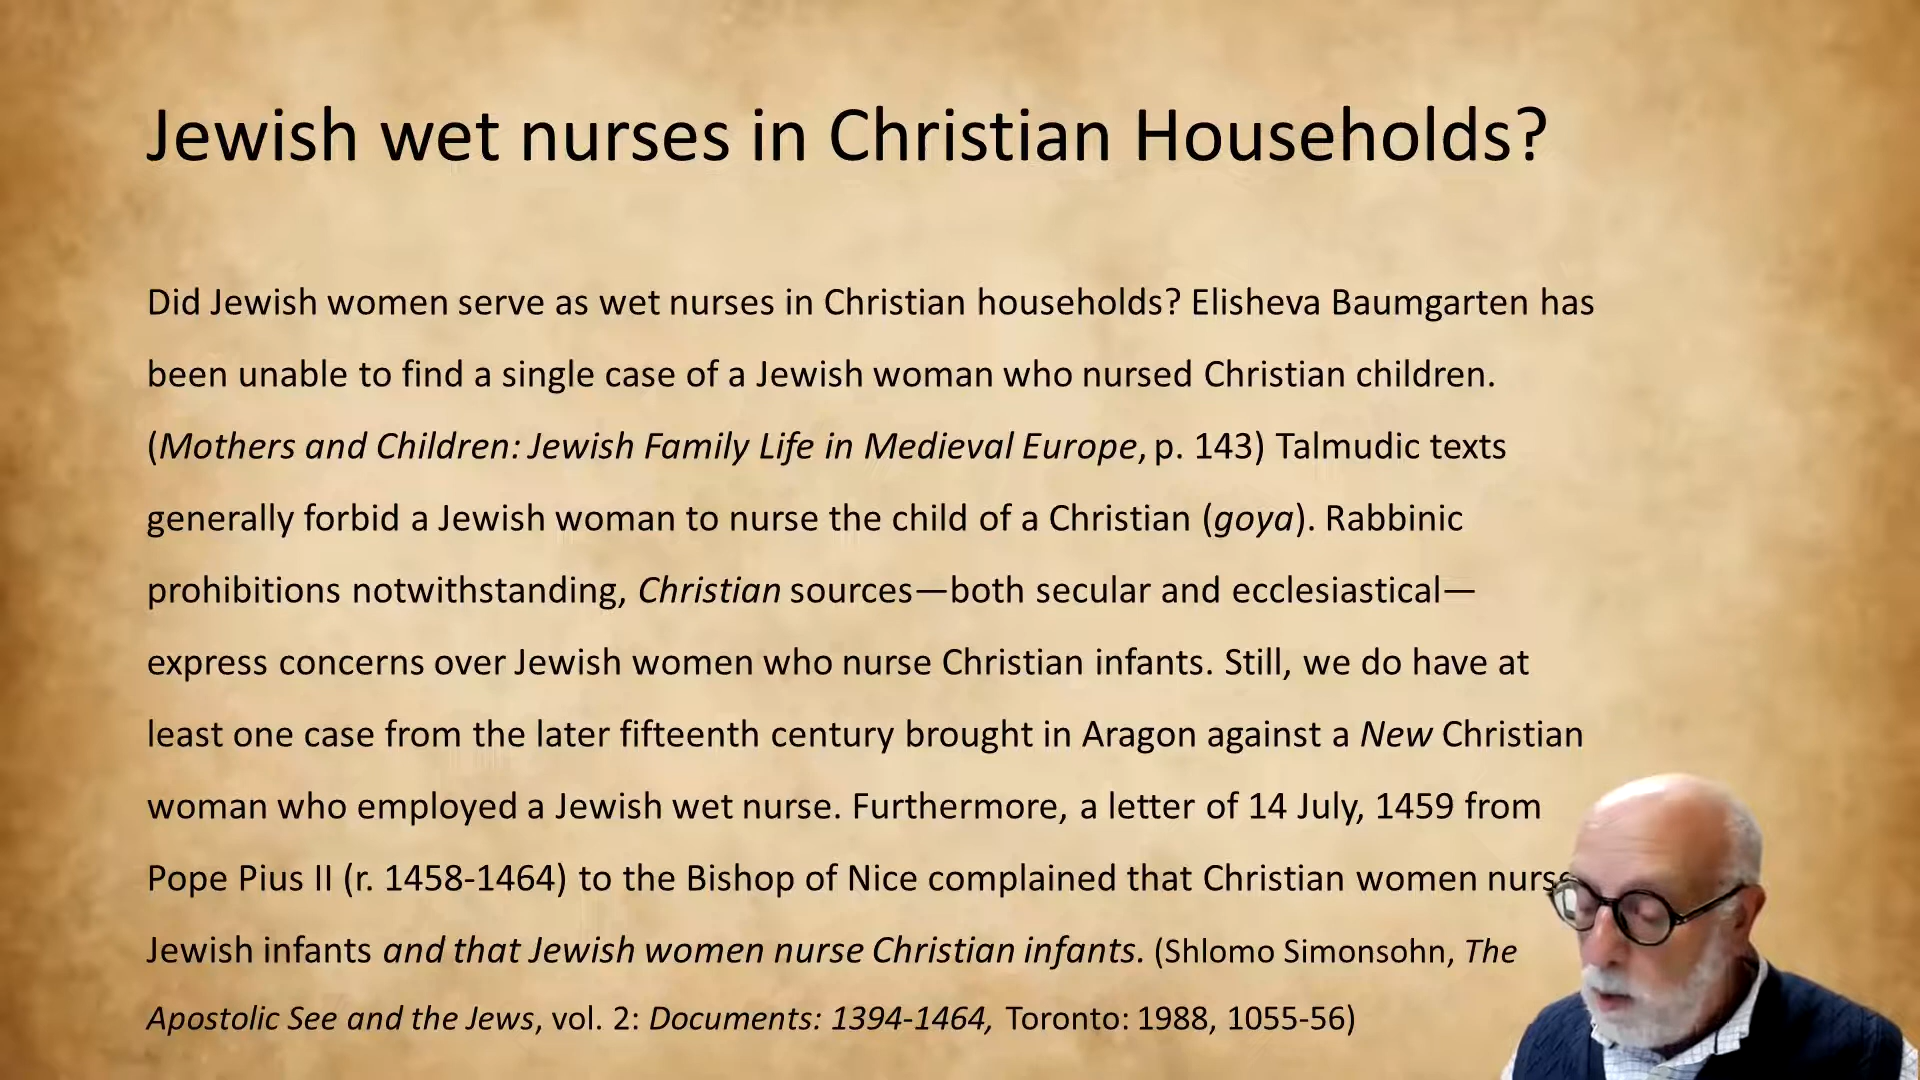 Jewish wet nurses in Christian Households?
Did Jewish women serve as wet nurses in Christian households? Elisheva Baumgarten has
been unable to find a single case of a Jewish woman who nursed Christian children.
(Mothers and Children: Jewish Family Life in Medieval Europe, p. 143) Talmudic texts
generally forbid a Jewish woman to nurse the child of a Christian (goya). Rabbinic
prohibitions notwithstanding, Christian sources—both secular and ecclesiastical—
express concerns over Jewish women who nurse Christian infants. Still, we do have at
least one case from the later fifteenth century brought in Aragon against a New Christian
woman who employed a Jewish wet nurse. Furthermore, a letter of 14 July, 1459 from
Pope Pius II (r. 1458-1464) to the Bishop of Nice complained that Christian women nurse
Jewish infants and that Jewish women nurse Christian infants. (Shlomo Simonsohn, The
Apostolic See and the Jews, vol. 2: Documents: 1394-1464, Toronto: 1988, 1055-56)